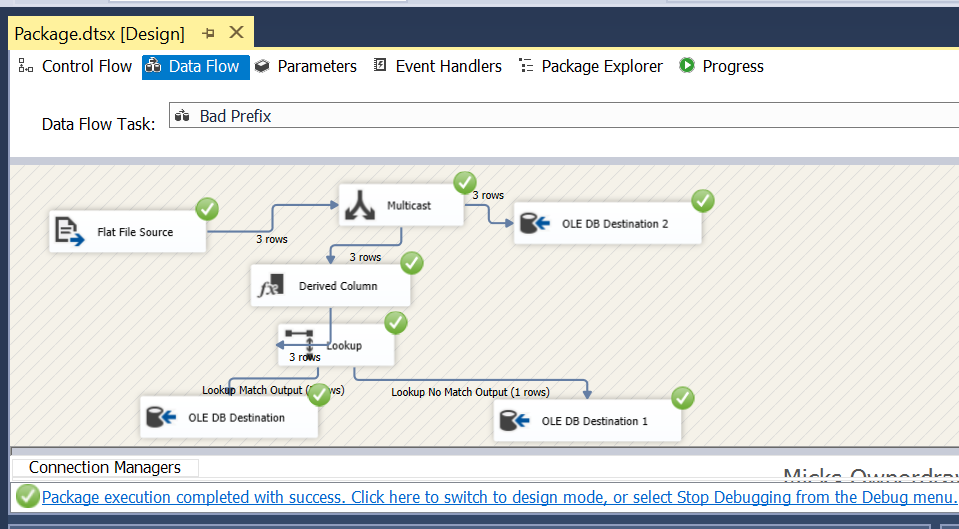 Package.dtsx [Design]
Control Flow Data Flow Parameters Event Handlers Package Explorer Progress
Data Flow Task: Bad Prefix
Multicast
3 rows
Flat File Source
3 rows
OLE DB Destination 2
3 rows
Derived Column
Lookup
3 rows
Lookup Match Output (
Lookup No Match Output (1 rows)
OLE DB Destination
OLE DB Destination 1
Connection Managers
Package execution completed with success. Click here to switch to design mode, or select Stop Debugging from the Debug menu.